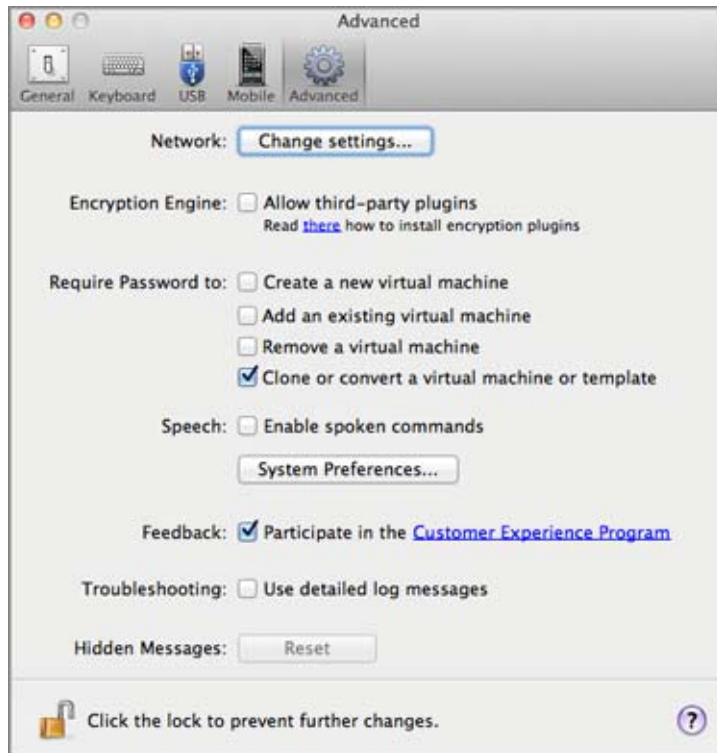 Advanced
General Keyboard USB Mobile Advanced
Network: Change settings...
Encryption Engine: Allow third-party plugins
Read there how to install encryption plugins
Require Password to: Create a new virtual machine
Add an existing virtual machine
Remove a virtual machine
Clone or convert a virtual machine or template
Speech: Enable spoken commands
System Preferences...
Feedback: Participate in the Customer Experience Program
Troubleshooting: Use detailed log messages
Hidden Messages: Reset
Click the lock to prevent further changes. ?